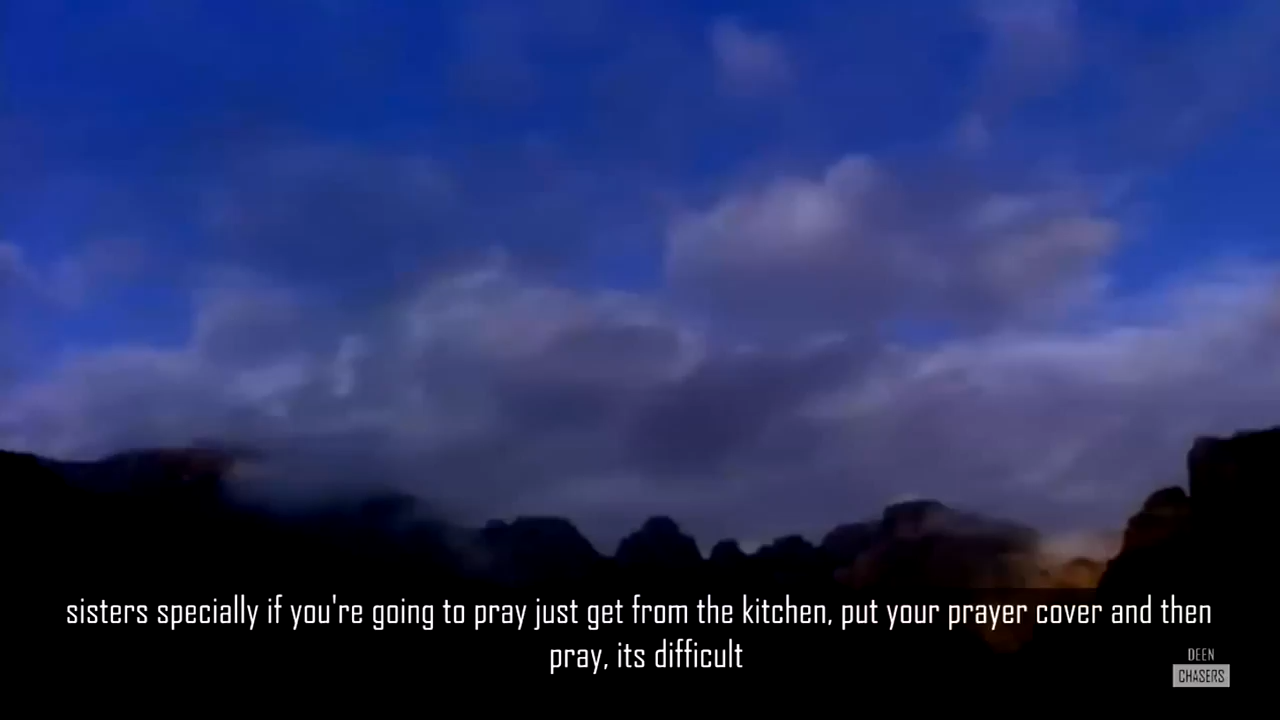 sisters specially if you're going to pray just get from the kitchen, put your prayer cover and then
pray, its difficult
DEEN
CHASERS